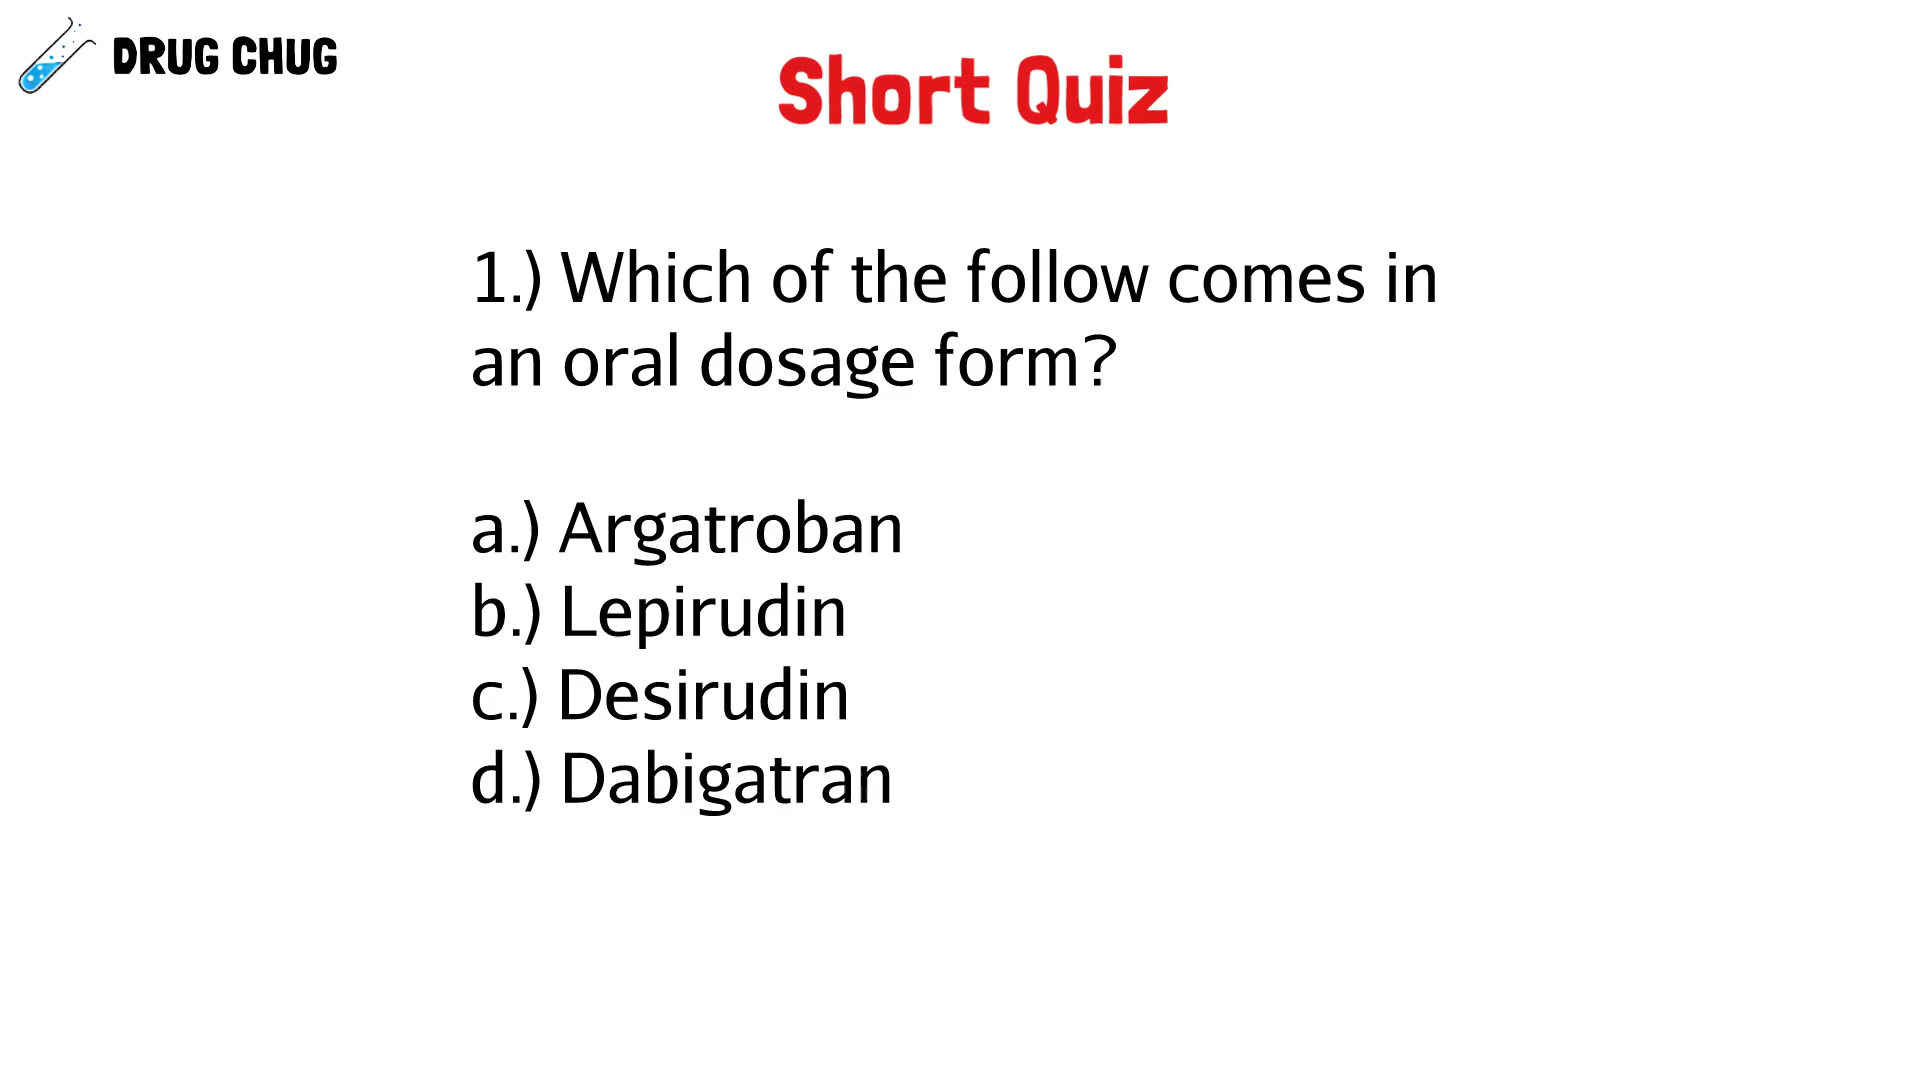 DRUG CHUG
Short Quiz
1.) Which of the follow comes in
an oral dosage form?
a.) Argatroban
b.) Lepirudin
c.) Desirudin
d.) Dabigatran